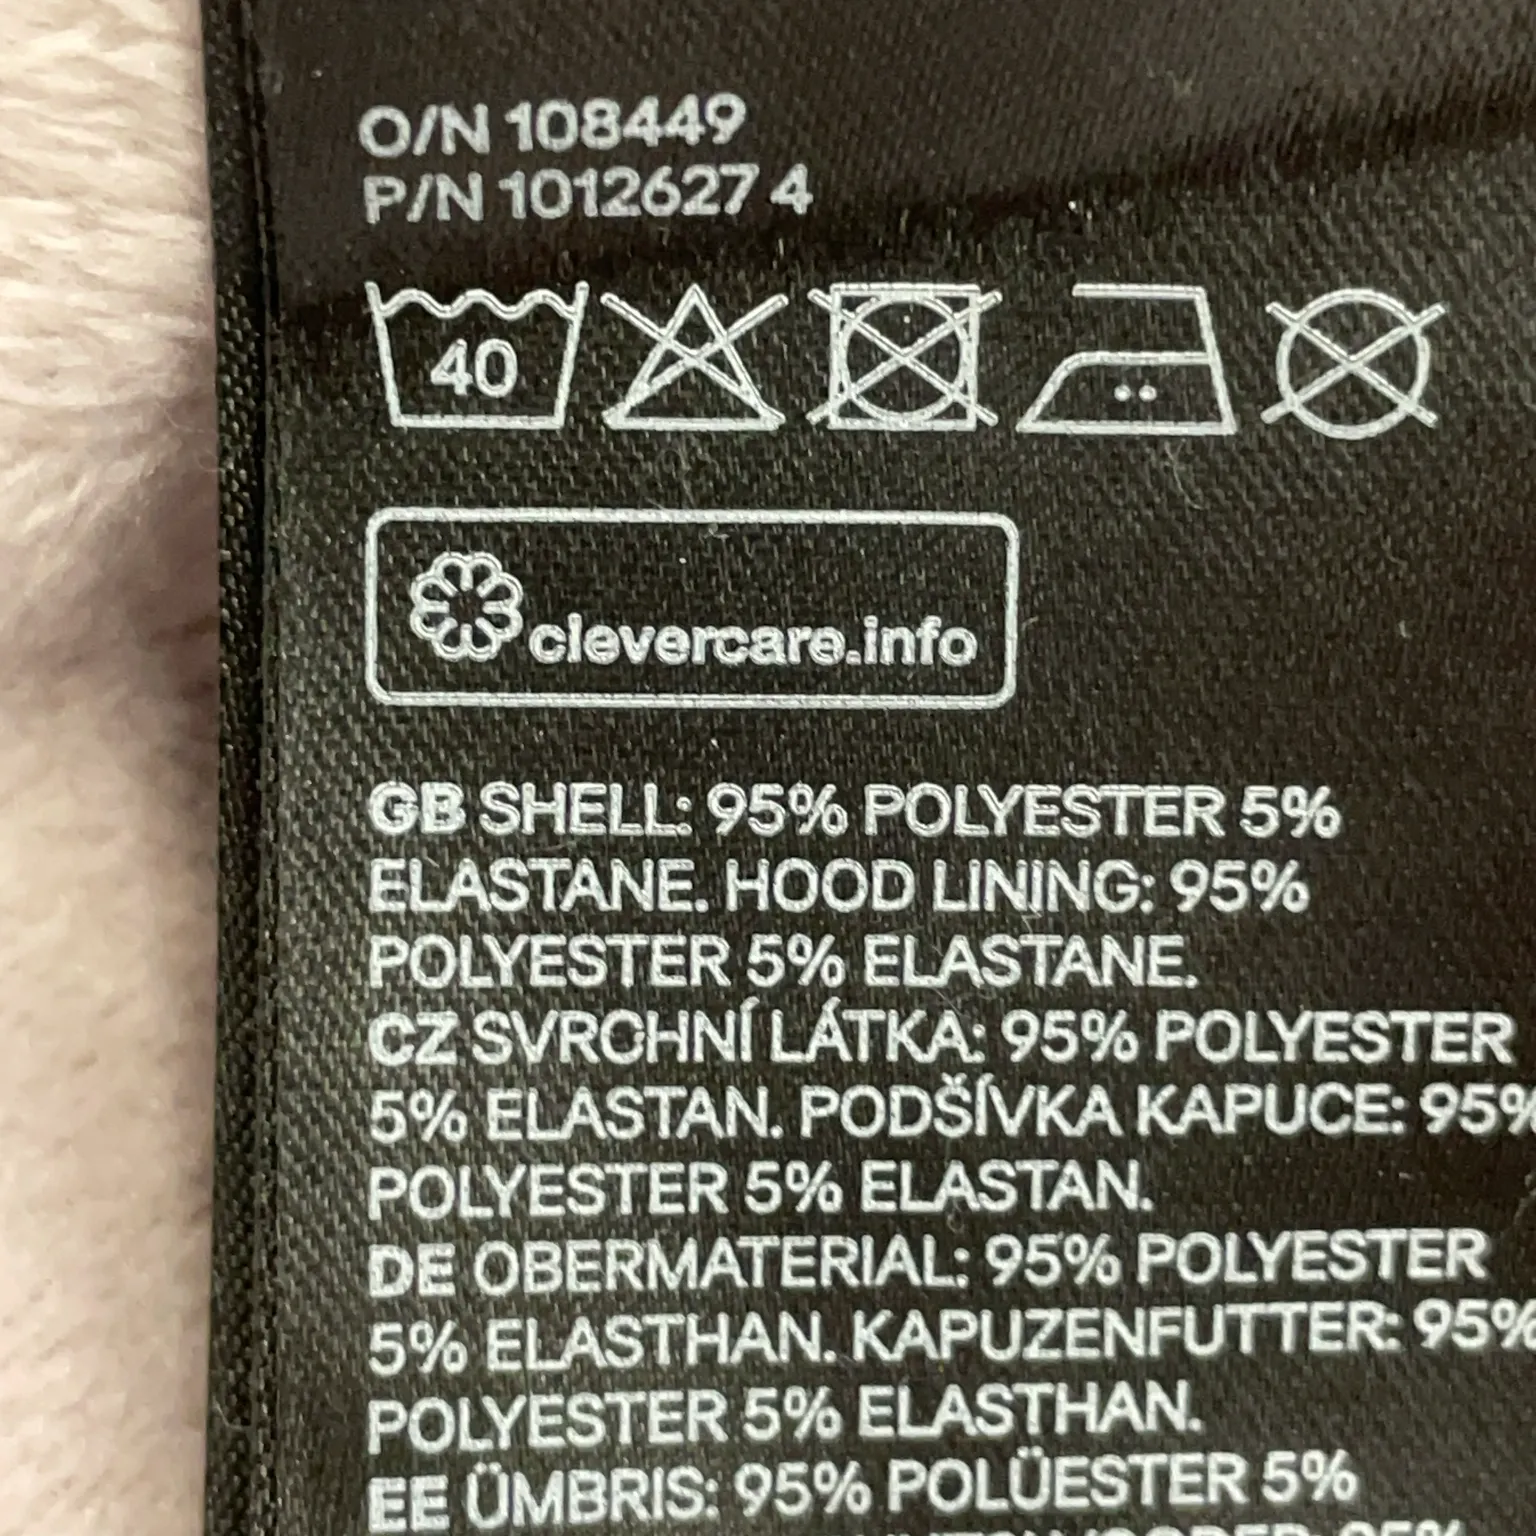 O/N 108449
P/N 1012627 4
40
clevercare.info
GB SHELL: 95% POLYESTER 5%
ELASTANE. HOOD LINING: 95%
POLYESTER 5% ELASTANE.
CZ SVRCHNÍ LÁTKA: 95% POLYESTER
5% ELASTAN. PODŠÍVKA KAPUCE: 95%
POLYESTER 5% ELASTAN.
DE OBERMATERIAL: 95% POLYESTER
5% ELASTHAN. KAPUZENFUTTER: 95%
POLYESTER 5% ELASTHAN.
EE ÜMBRIS: 95% POLÜESTER 5%